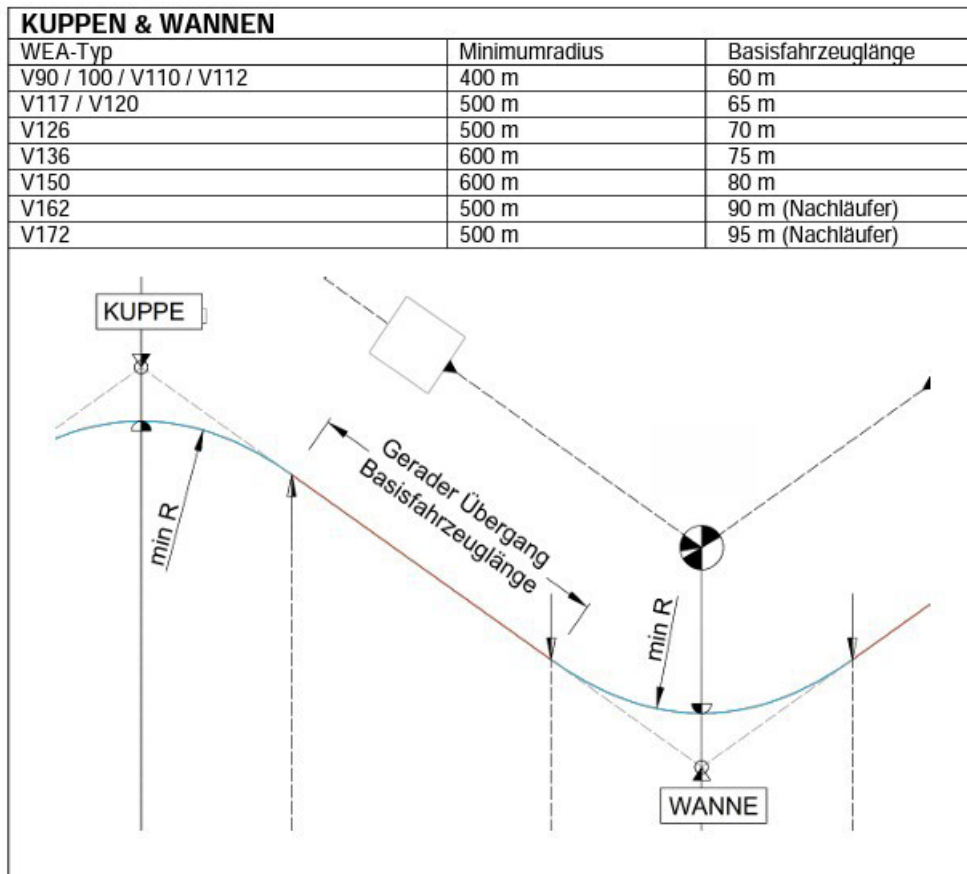 KUPPEN & WANNEN
WEA-Typ Minimumradius Basisfahrzeuglänge
V90 / 100 / V110 / V112 400 m 60 m
V117 / V120 500 m 65 m
V126 500 m 70 m
V136 600 m 75 m
V150 600 m 80 m
V162 500 m 90 m (Nachläufer)
V172 500 m 95 m (Nachläufer)
KUPPE
min R
Gerader Übergang
Basisfahrzeuglänge
min R
WANNE